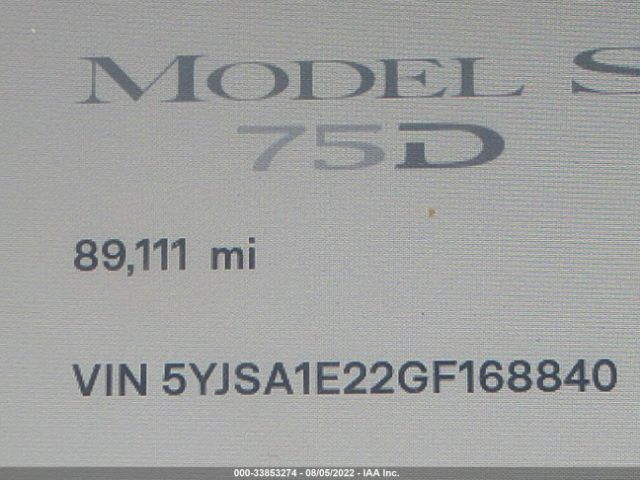 MODEL S
75D
89,111 mi
VIN 5YJSA1E22GF168840
000-33853274 - 08/05/2022 - IAA Inc.